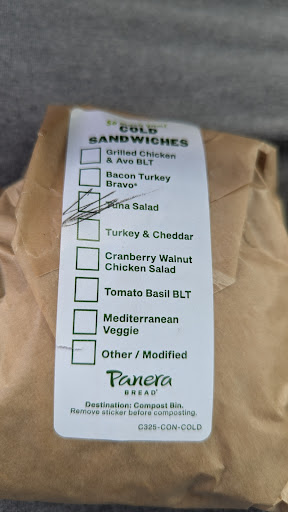 COLD
SANDWICHES
Grilled Chicken
& Avo BLT
Bacon Turkey
Bravo®
Tuna Salad
Turkey & Cheddar
Cranberry Walnut
Chicken Salad
Tomato Basil BLT
Mediterranean
Veggie
Other / Modified
Panera
BREAD®
Destination: Compost Bin.
Remove sticker before composting.
C325-CON-COLD